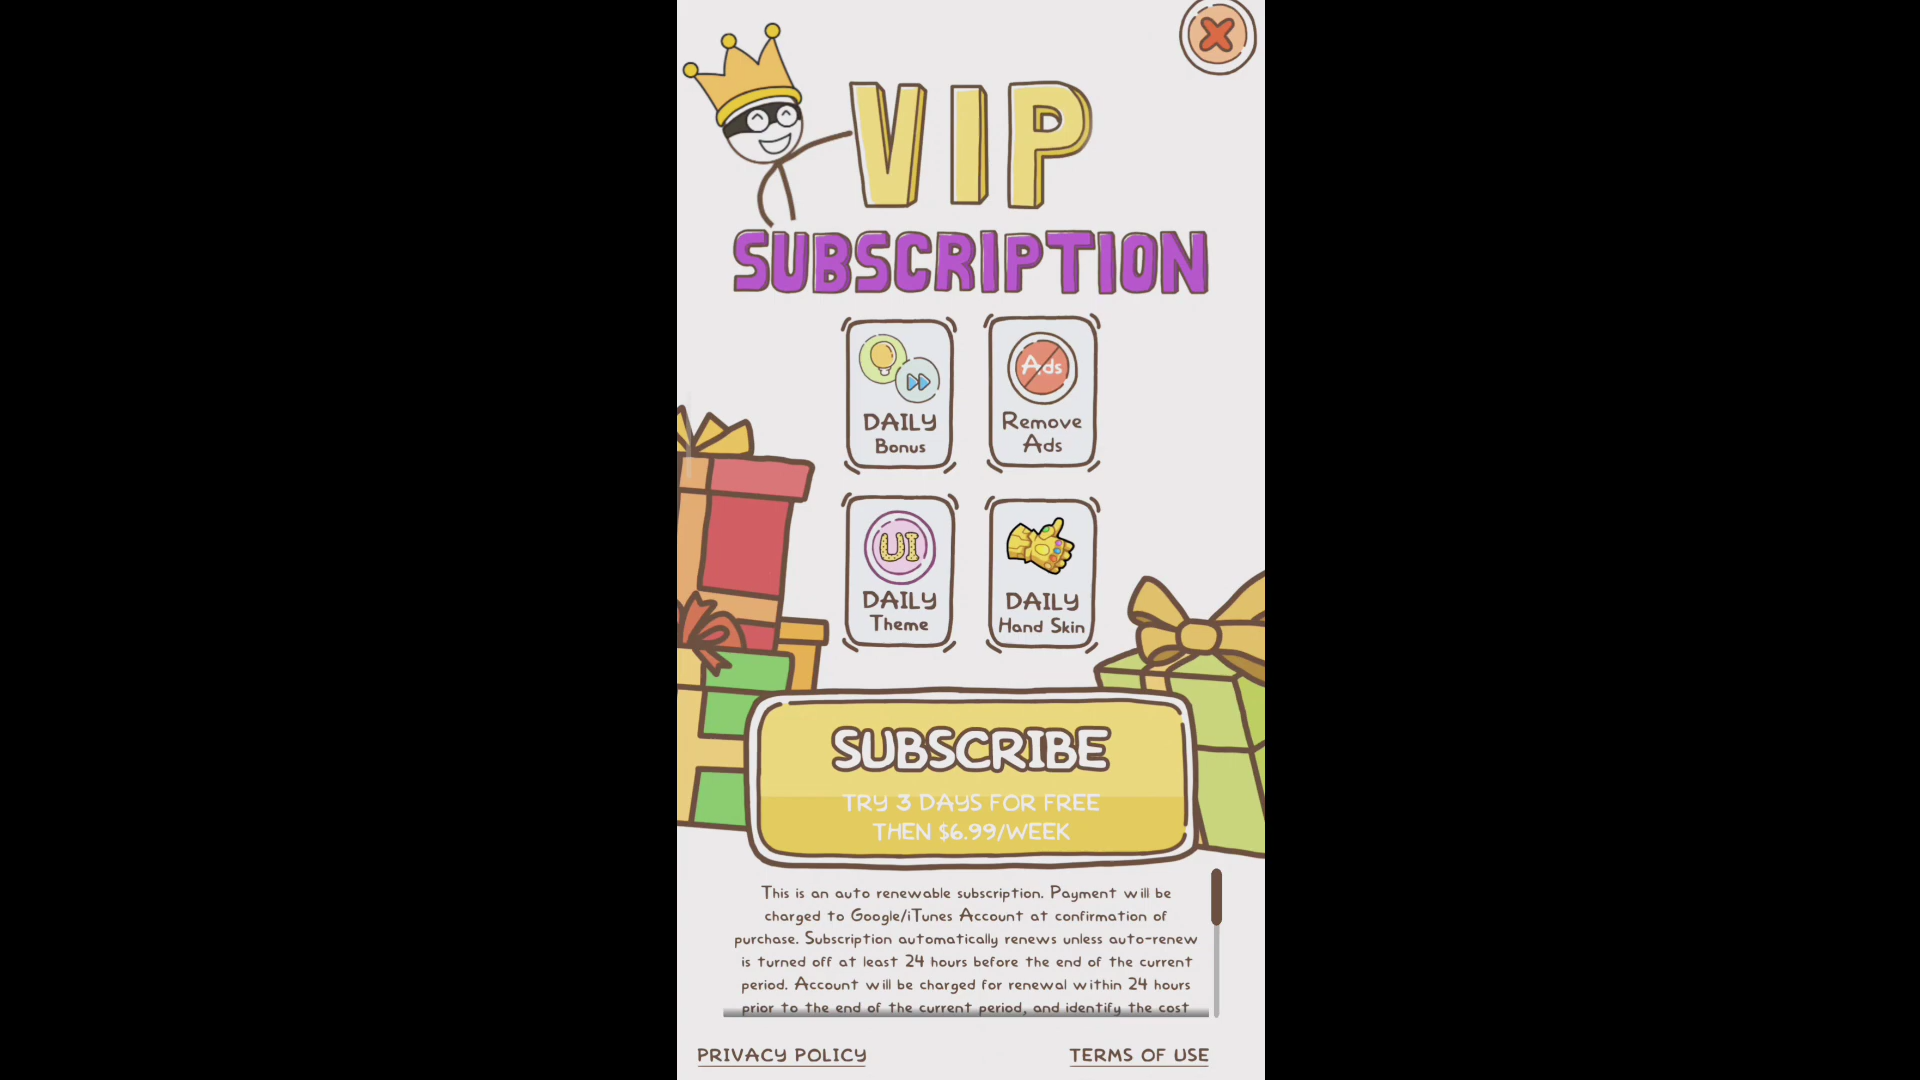 VIP
SUBSCRIPTION
DAILY
Bonus
Ads
Remove
Ads
UI
DAILY
Theme
DAILY
Hand Skin
SUBSCRIBE
TRY 3 DAYS FOR FREE
THEN $6.99/WEEK
This is an auto renewable subscription. Payment will be
charged to Google/iTunes Account at confirmation of
purchase. Subscription automatically renews unless auto-renew
is turned off at least 24 hours before the end of the current
period. Account will be charged for renewal within 24 hours
prior to the end of the current period, and identify the cost
PRIVACY POLICY
TERMS OF USE